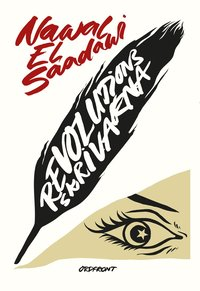 Nawal
El
Saadawi
REVOLUTIONS
SKRIVARNA
ORDFRONT